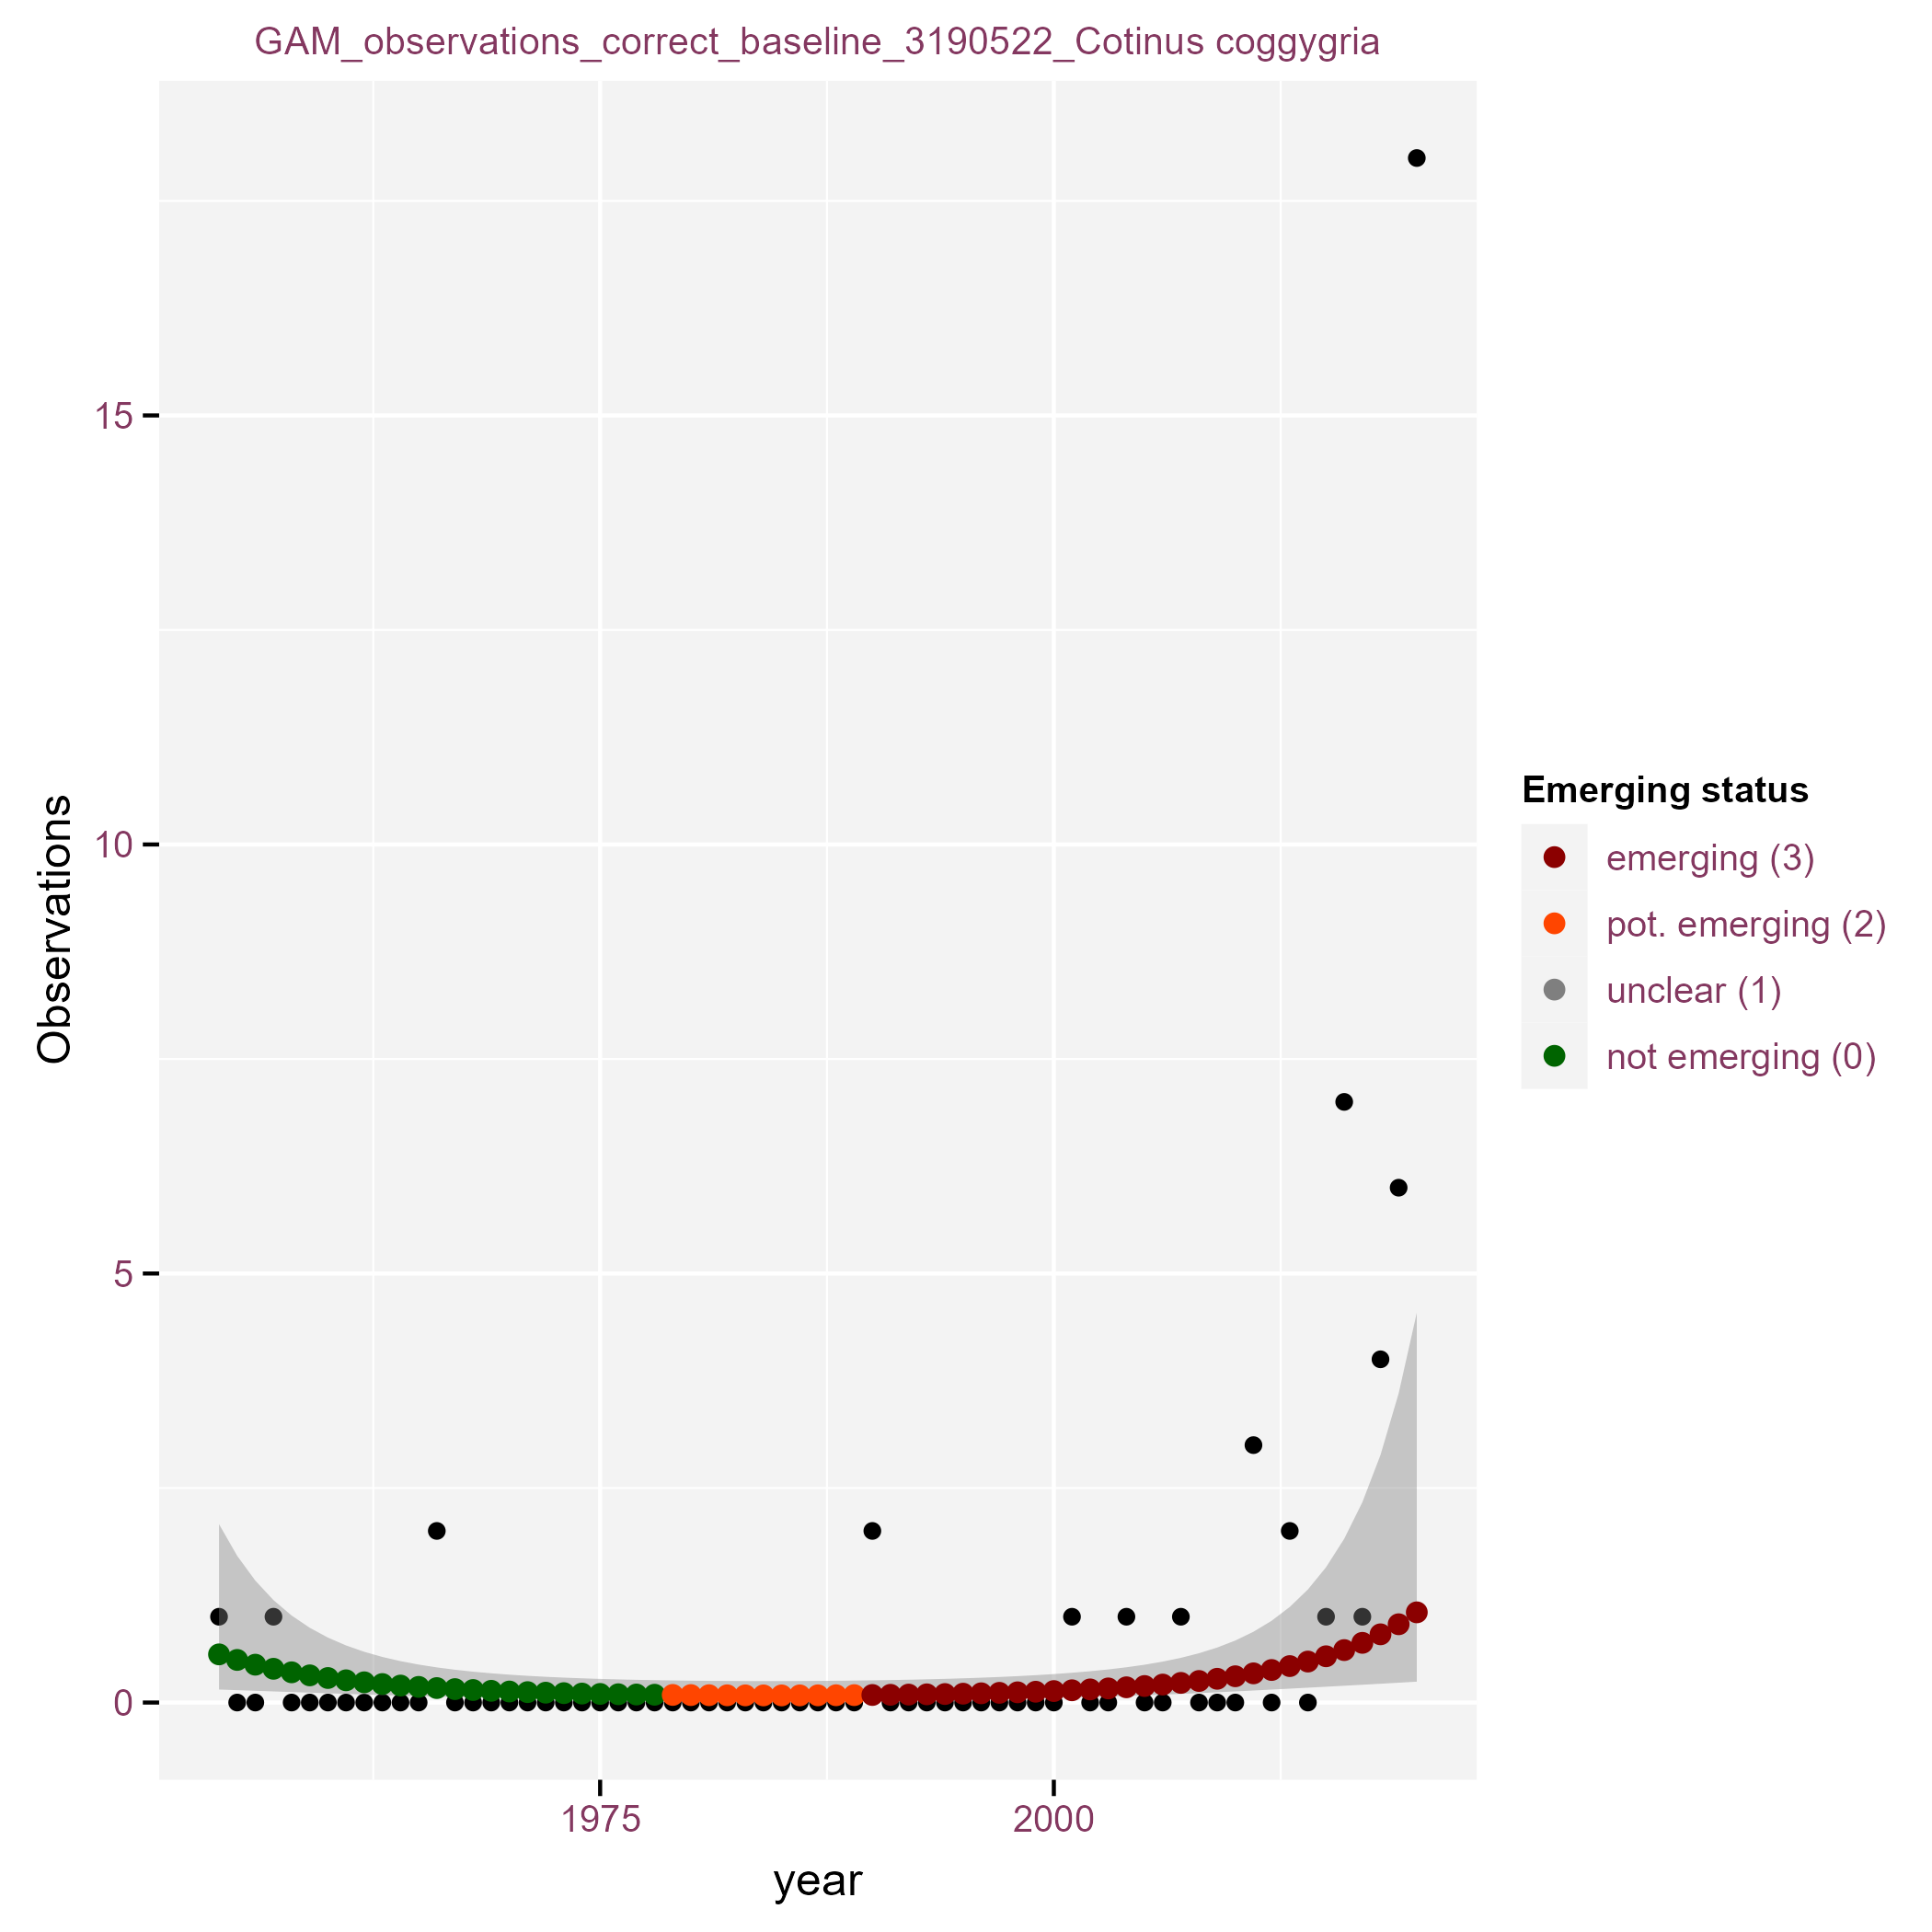 GAM_observations_correct_baseline_3190522_Cotinus coggygria
Observations
15
10
5
0
1975
2000
year
Emerging status
emerging (3)
pot. emerging (2)
unclear (1)
not emerging (0)